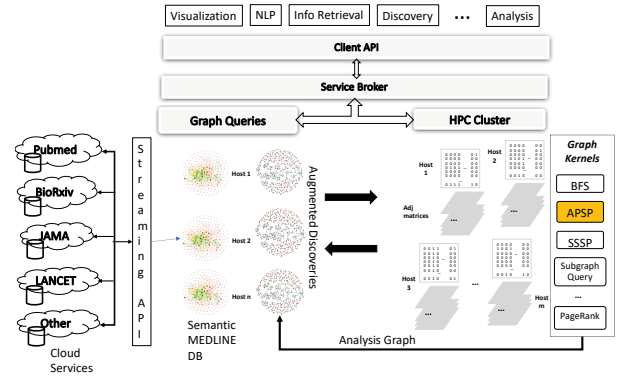 Visualization NLP Info Retrieval Discovery ... Analysis
Client API
Service Broker
Graph Queries
HPC Cluster
Pubmed
BioRxiv
JAMA
LANCET
Other
Cloud
Services
Streaming API
Host 1
Host 2
Host n
Semantic
MEDLINE
DB
Augmented Discoveries
Host
1
Host
2
Adj
matrices
...
...
Host
3
...
Host
m
...
...
Analysis Graph
Graph
Kernels
BFS
APSP
SSSP
Subgraph
Query
...
PageRank